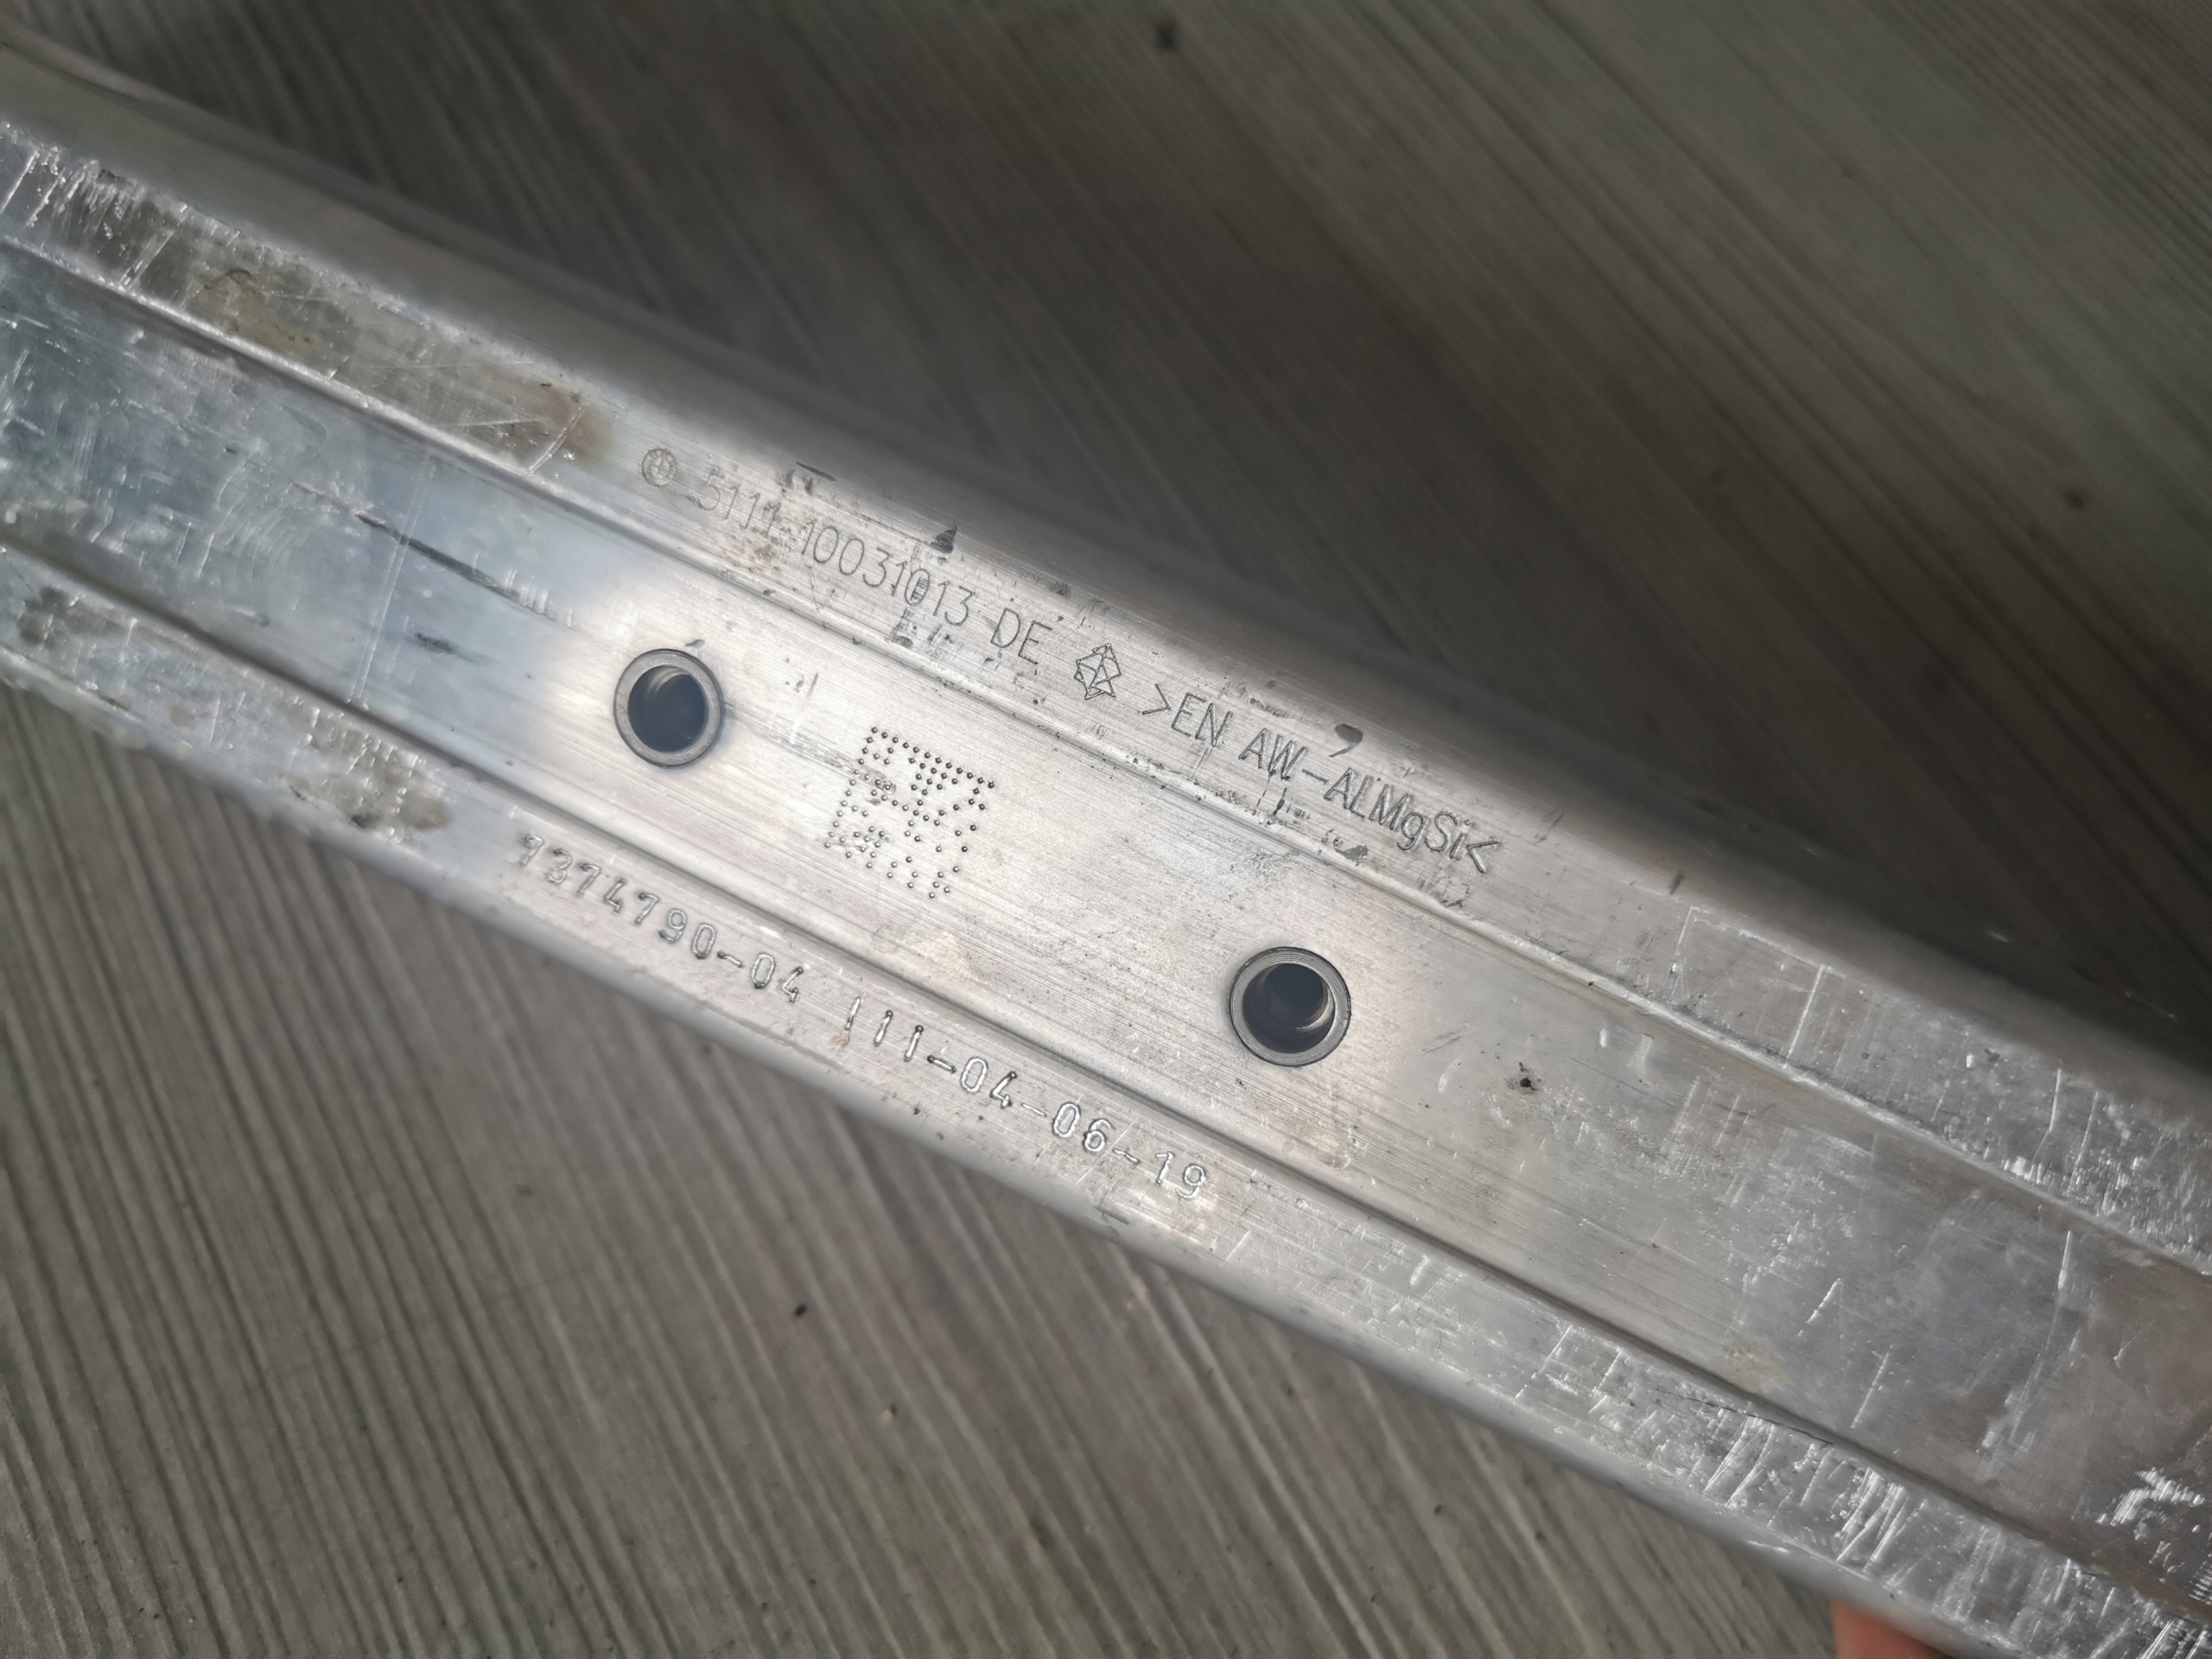 5111 10031013 DE >EN AW-ALMgSi<
7374790-04 111-04-06-19